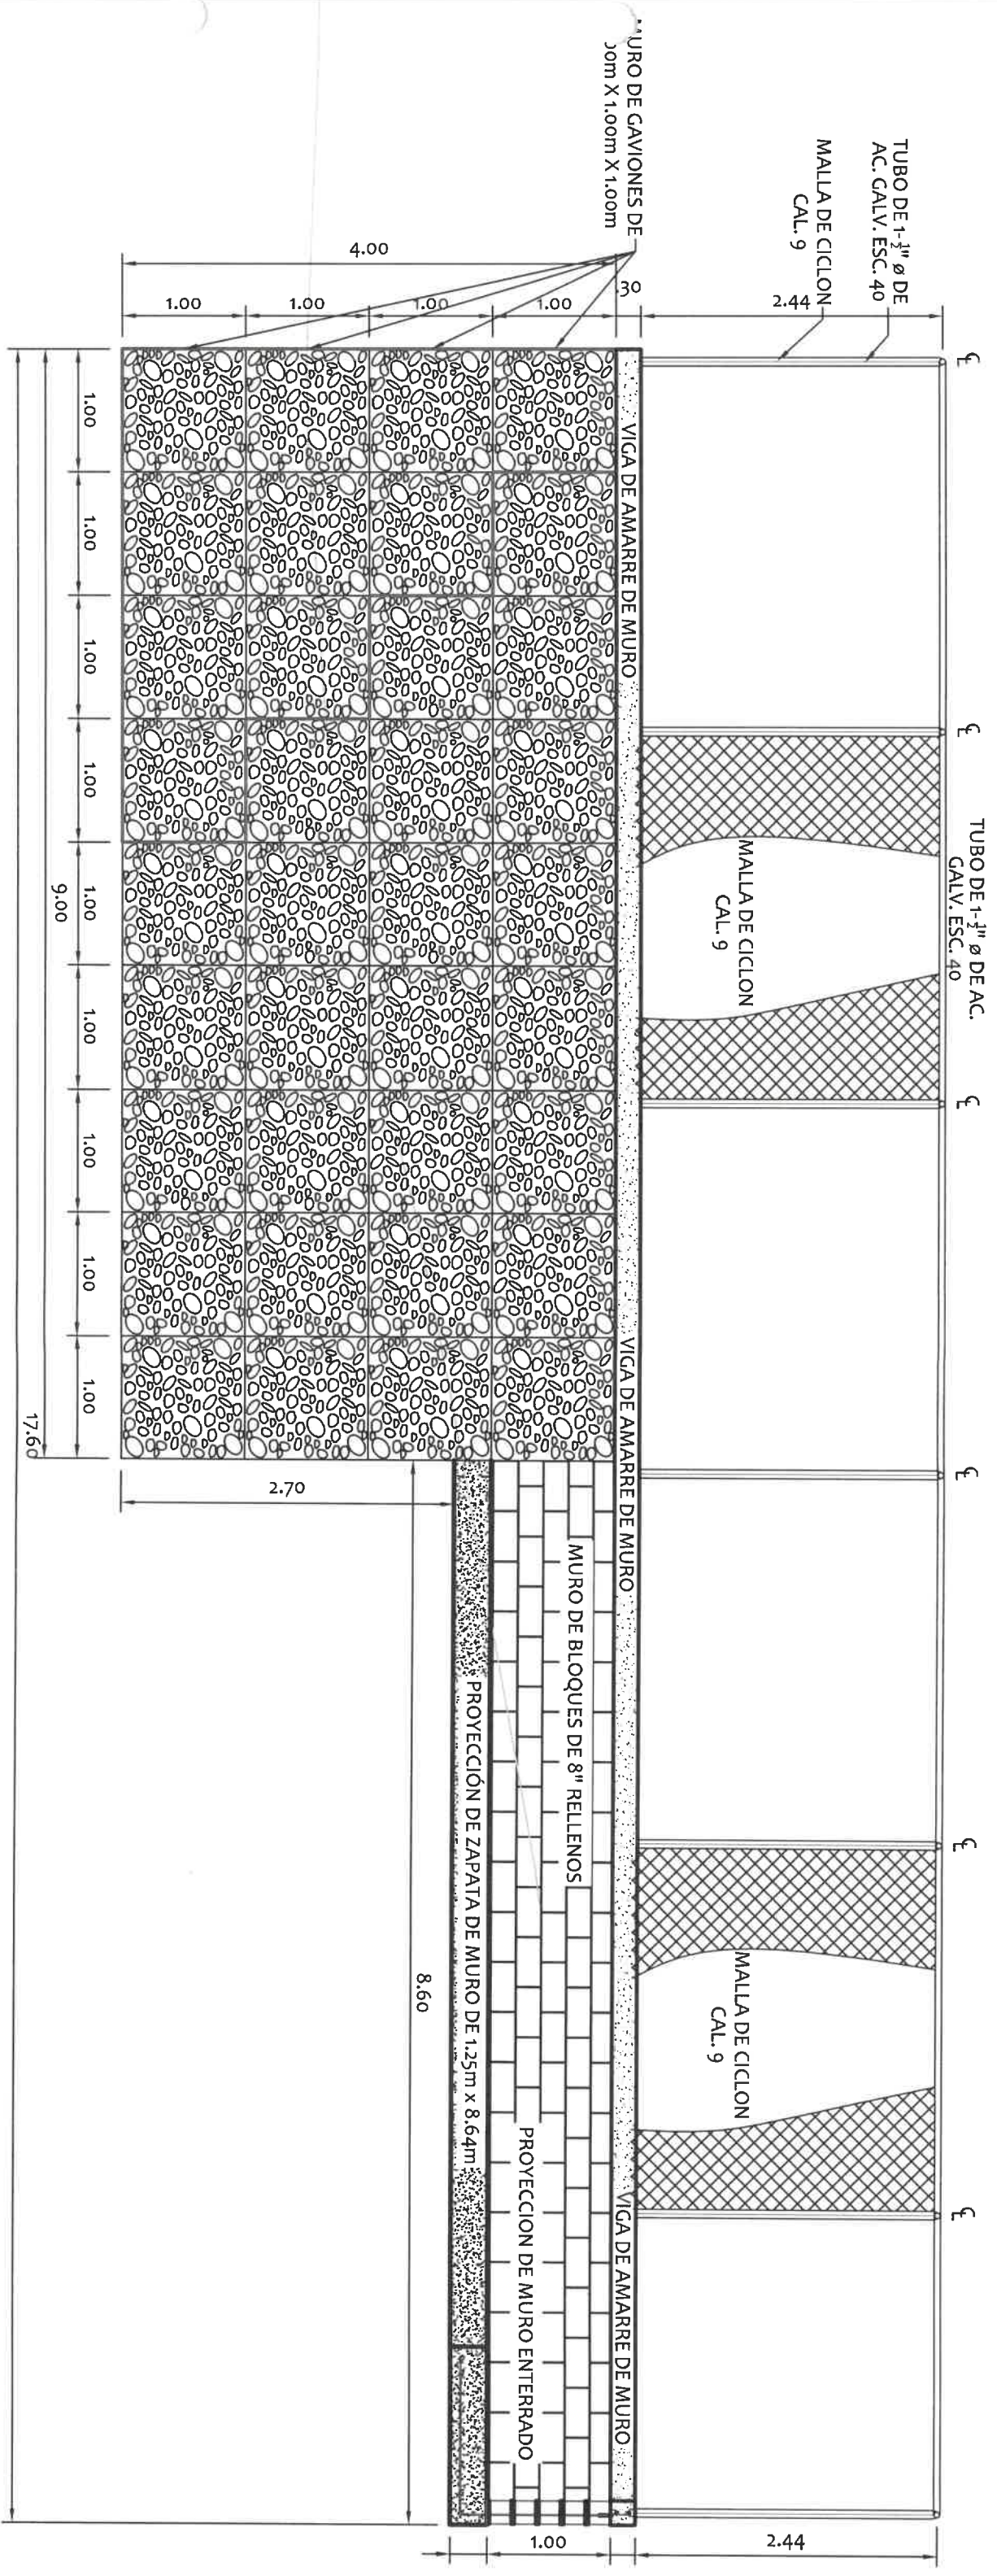 ℄
℄
℄
℄
℄
℄
TUBO DE 1-½" ø DE
AC. GALV. ESC. 40
MALLA DE CICLON
CAL. 9
TUBO DE 1-½" ø DE AC.
GALV. ESC. 40
MALLA DE CICLON
CAL. 9
MALLA DE CICLON
CAL. 9
2.44
2.44
MURO DE GAVIONES DE
X 1.00m X 1.00m
.30
VIGA DE AMARRE DE MURO
VIGA DE AMARRE DE MURO
VIGA DE AMARRE DE MURO
4.00
1.00
1.00
1.00
1.00
MURO DE BLOQUES DE 8" RELLENOS
PROYECCION DE MURO ENTERRADO
1.00
PROYECCIÓN DE ZAPATA DE MURO DE 1.25m x 8.64m
2.70
8.60
1.00
1.00
1.00
1.00
1.00
1.00
1.00
1.00
1.00
9.00
17.60